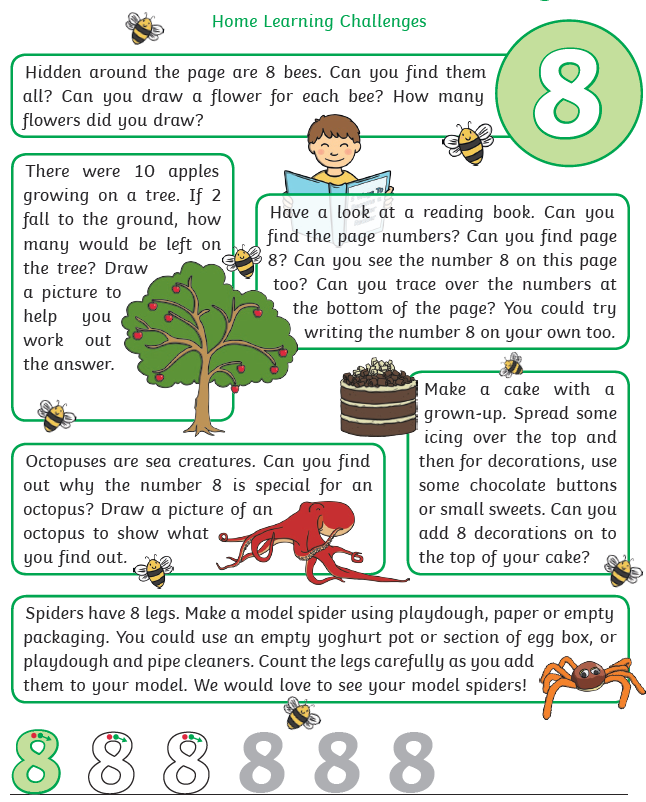 Home Learning Challenges
8
Hidden around the page are 8 bees. Can you find them
all? Can you draw a flower for each bee? How many
flowers did you draw?
There were 10 apples
growing on a tree. If 2
fall to the ground, how
many would be left on
the tree? Draw
a picture to
help you
work out
the answer.
Have a look at a reading book. Can you
find the page numbers? Can you find page
8? Can you see the number 8 on this page
too? Can you trace over the numbers at
the bottom of the page? You could try
writing the number 8 on your own too.
Make a cake with a
grown-up. Spread some
icing over the top and
then for decorations, use
some chocolate buttons
or small sweets. Can you
add 8 decorations on to
the top of your cake?
Octopuses are sea creatures. Can you find
out why the number 8 is special for an
octopus? Draw a picture of an
octopus to show what
you find out.
Spiders have 8 legs. Make a model spider using playdough, paper or empty
packaging. You could use an empty yoghurt pot or section of egg box, or
playdough and pipe cleaners. Count the legs carefully as you add
them to your model. We would love to see your model spiders!
8 8 8 8 8 8